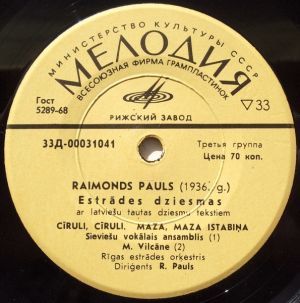 МИНИСТЕРСТВО КУЛЬТУРЫ СССР
МЕЛОДИЯ
ВСЕСОЮЗНАЯ ФИРМА ГРАМПЛАСТИНОК
Гост
5289-68
33
РИЖСКИЙ ЗАВОД
33Д-00031041
Третья группа
Цена 70 коп.
RAIMONDS PAULS (1936. g.)
Estrādes dziesmas
ar latviešu tautas dziesmu tekstiem
CĪRULI, CĪRULI. MAZA, MAZA ISTABIŅA
Sieviešu vokālais ansamblis (1)
M. Vilcāne (2)
Rīgas estrādes orķestris
Diriģents R. Pauls